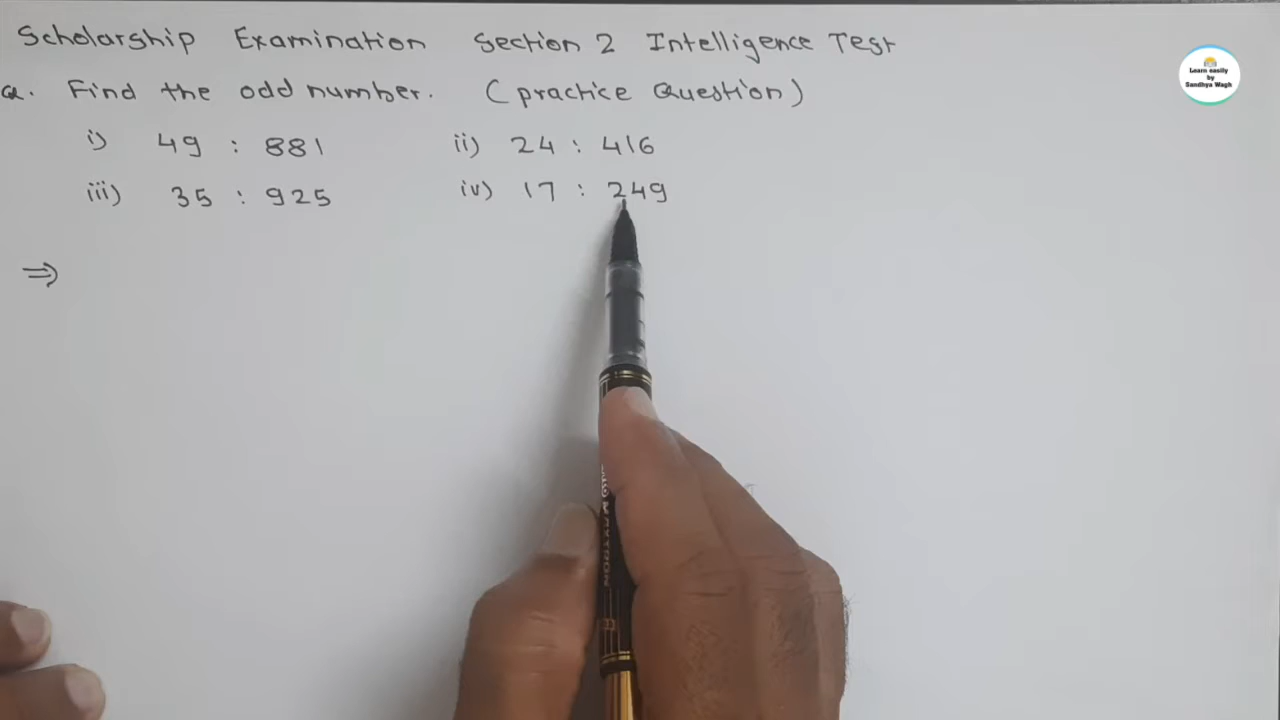 Scholarship Examination Section 2 Intelligence Test
Q. Find the odd number. (practice Question)
i) 49 : 881 ii) 24 : 416
iii) 35 : 925 iv) 17 : 249
⇒
Learn easily
by
Sandhya Wagh